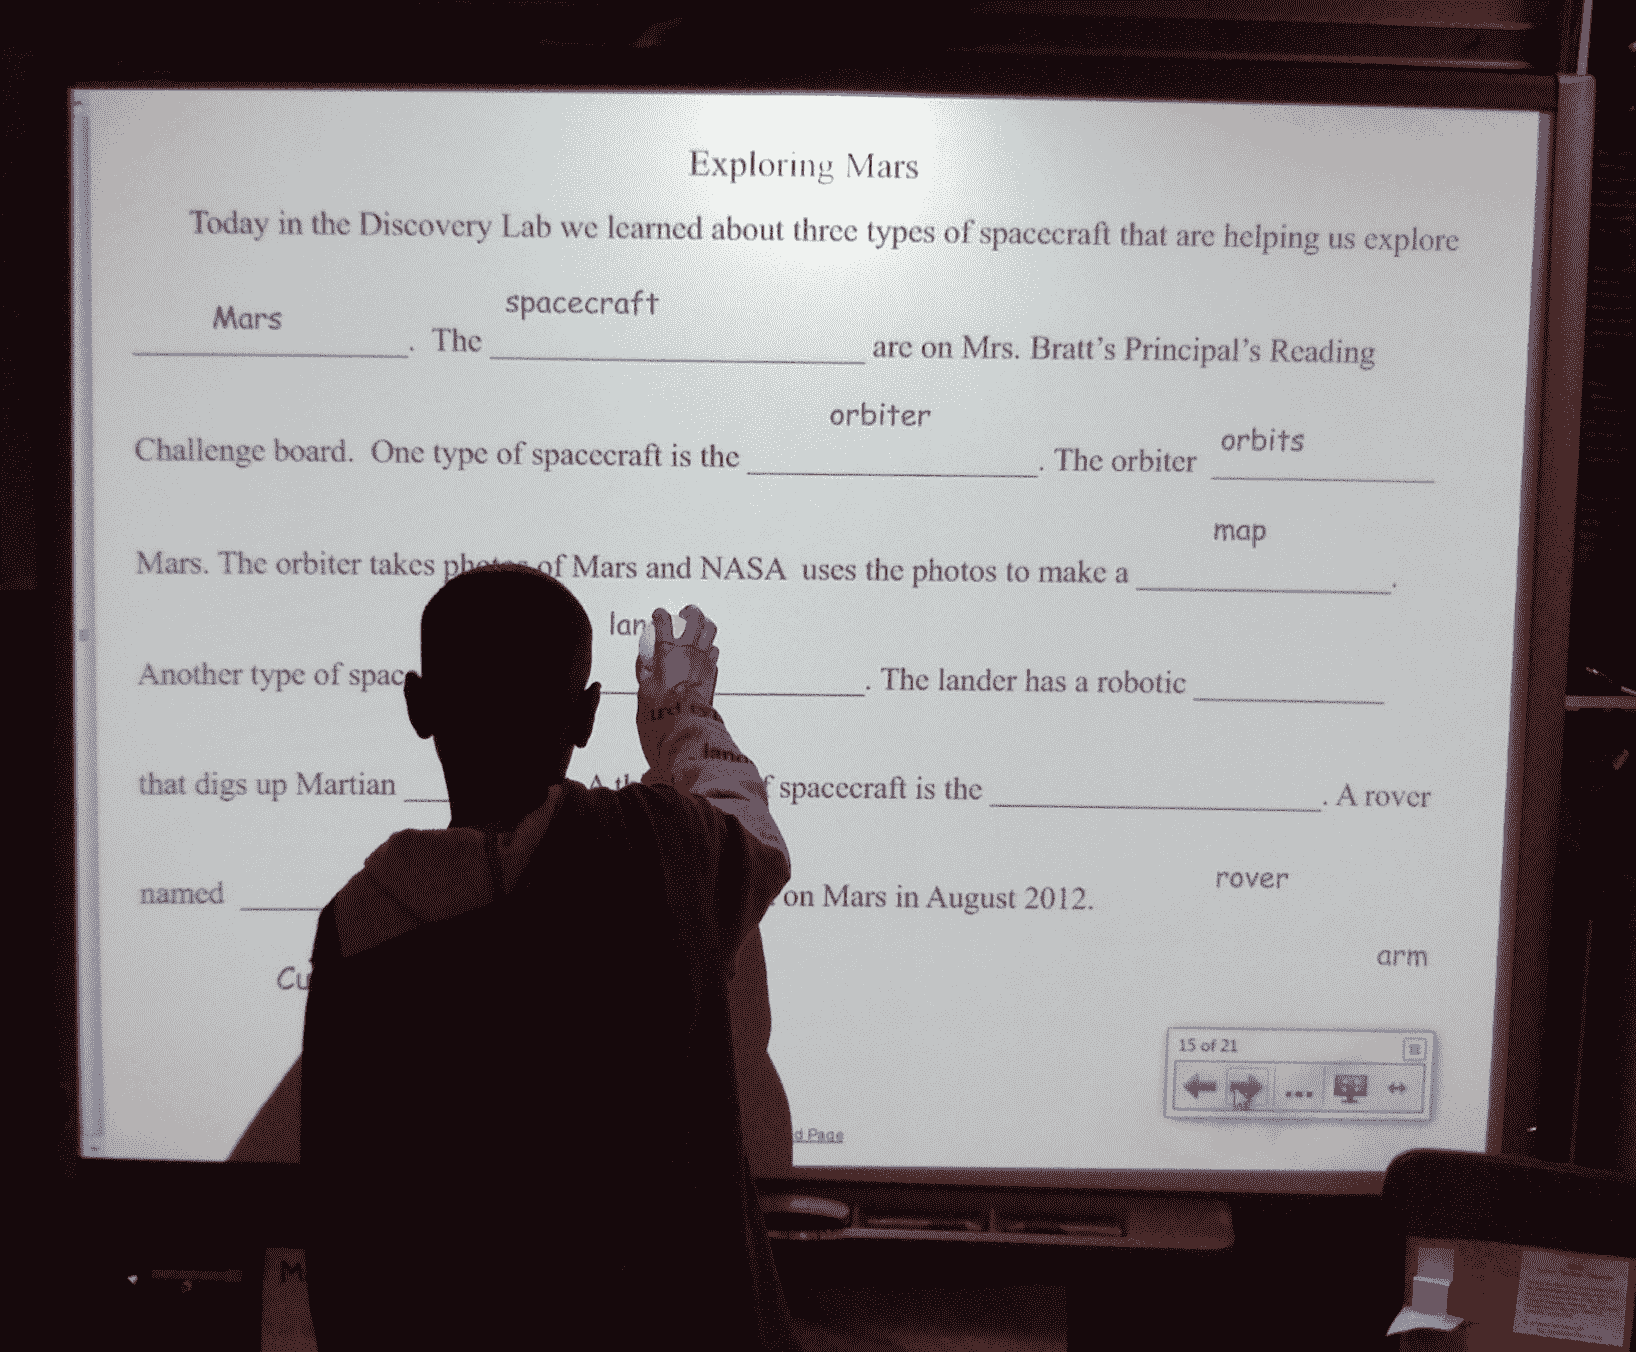 Exploring Mars
Today in the Discovery Lab we learned about three types of spacecraft that are helping us explore
Mars. The spacecraft are on Mrs. Bratt's Principal's Reading
Challenge board. One type of spacecraft is the orbiter. The orbiter orbits
Mars. The orbiter takes photos of Mars and NASA uses the photos to make a map.
Another type of . The lander has a robotic
that digs up Martian spacecraft is the . A rover
named on Mars in August 2012.
rover
arm
15 of 21
Page